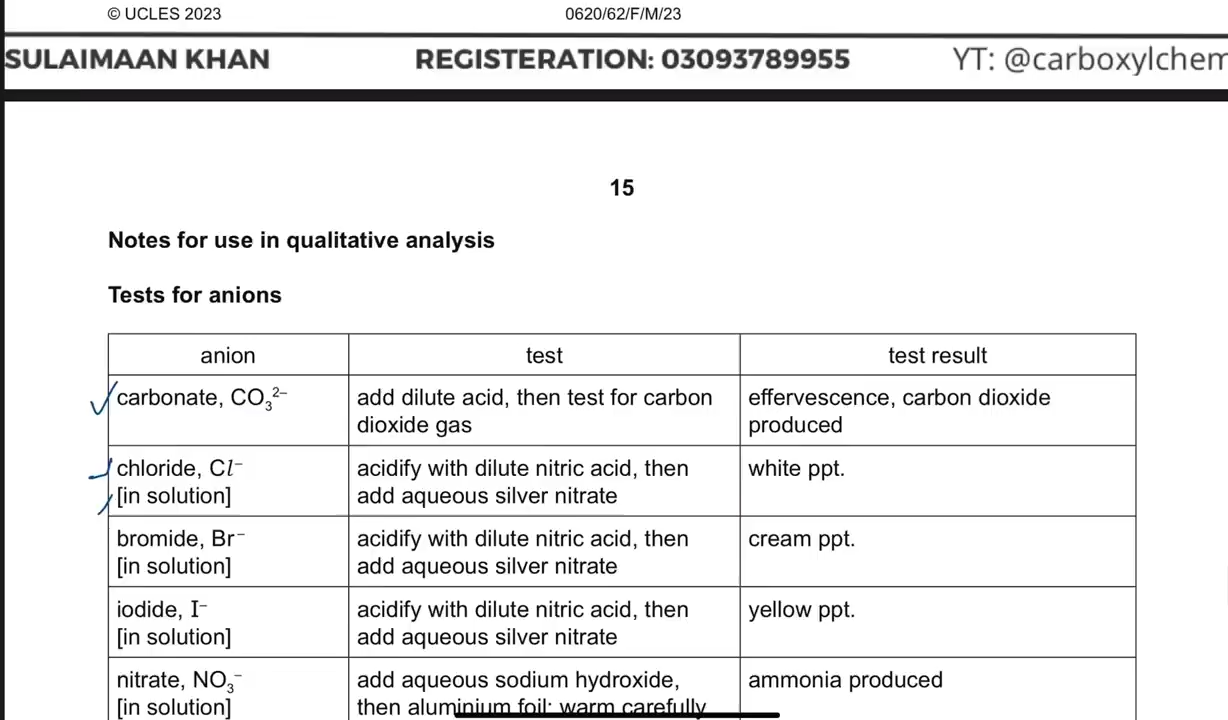 © UCLES 2023 0620/62/F/M/23
SULAIMAAN KHAN REGISTERATION: 03093789955 YT: @carboxylchem
15
Notes for use in qualitative analysis
Tests for anions
anion test test result
carbonate, CO₃²⁻ add dilute acid, then test for carbon effervescence, carbon dioxide
dioxide gas produced
chloride, Cl⁻ acidify with dilute nitric acid, then white ppt.
[in solution] add aqueous silver nitrate
bromide, Br⁻ acidify with dilute nitric acid, then cream ppt.
[in solution] add aqueous silver nitrate
iodide, I⁻ acidify with dilute nitric acid, then yellow ppt.
[in solution] add aqueous silver nitrate
nitrate, NO₃⁻ add aqueous sodium hydroxide, ammonia produced
[in solution] then aluminium foil; warm carefully